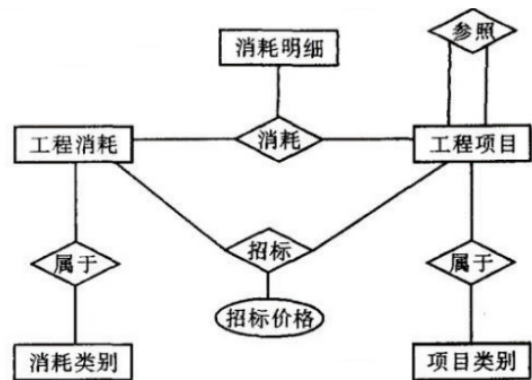 参照
消耗明细
工程消耗
消耗
工程项目
属于
招标
属于
招标价格
消耗类别
项目类别